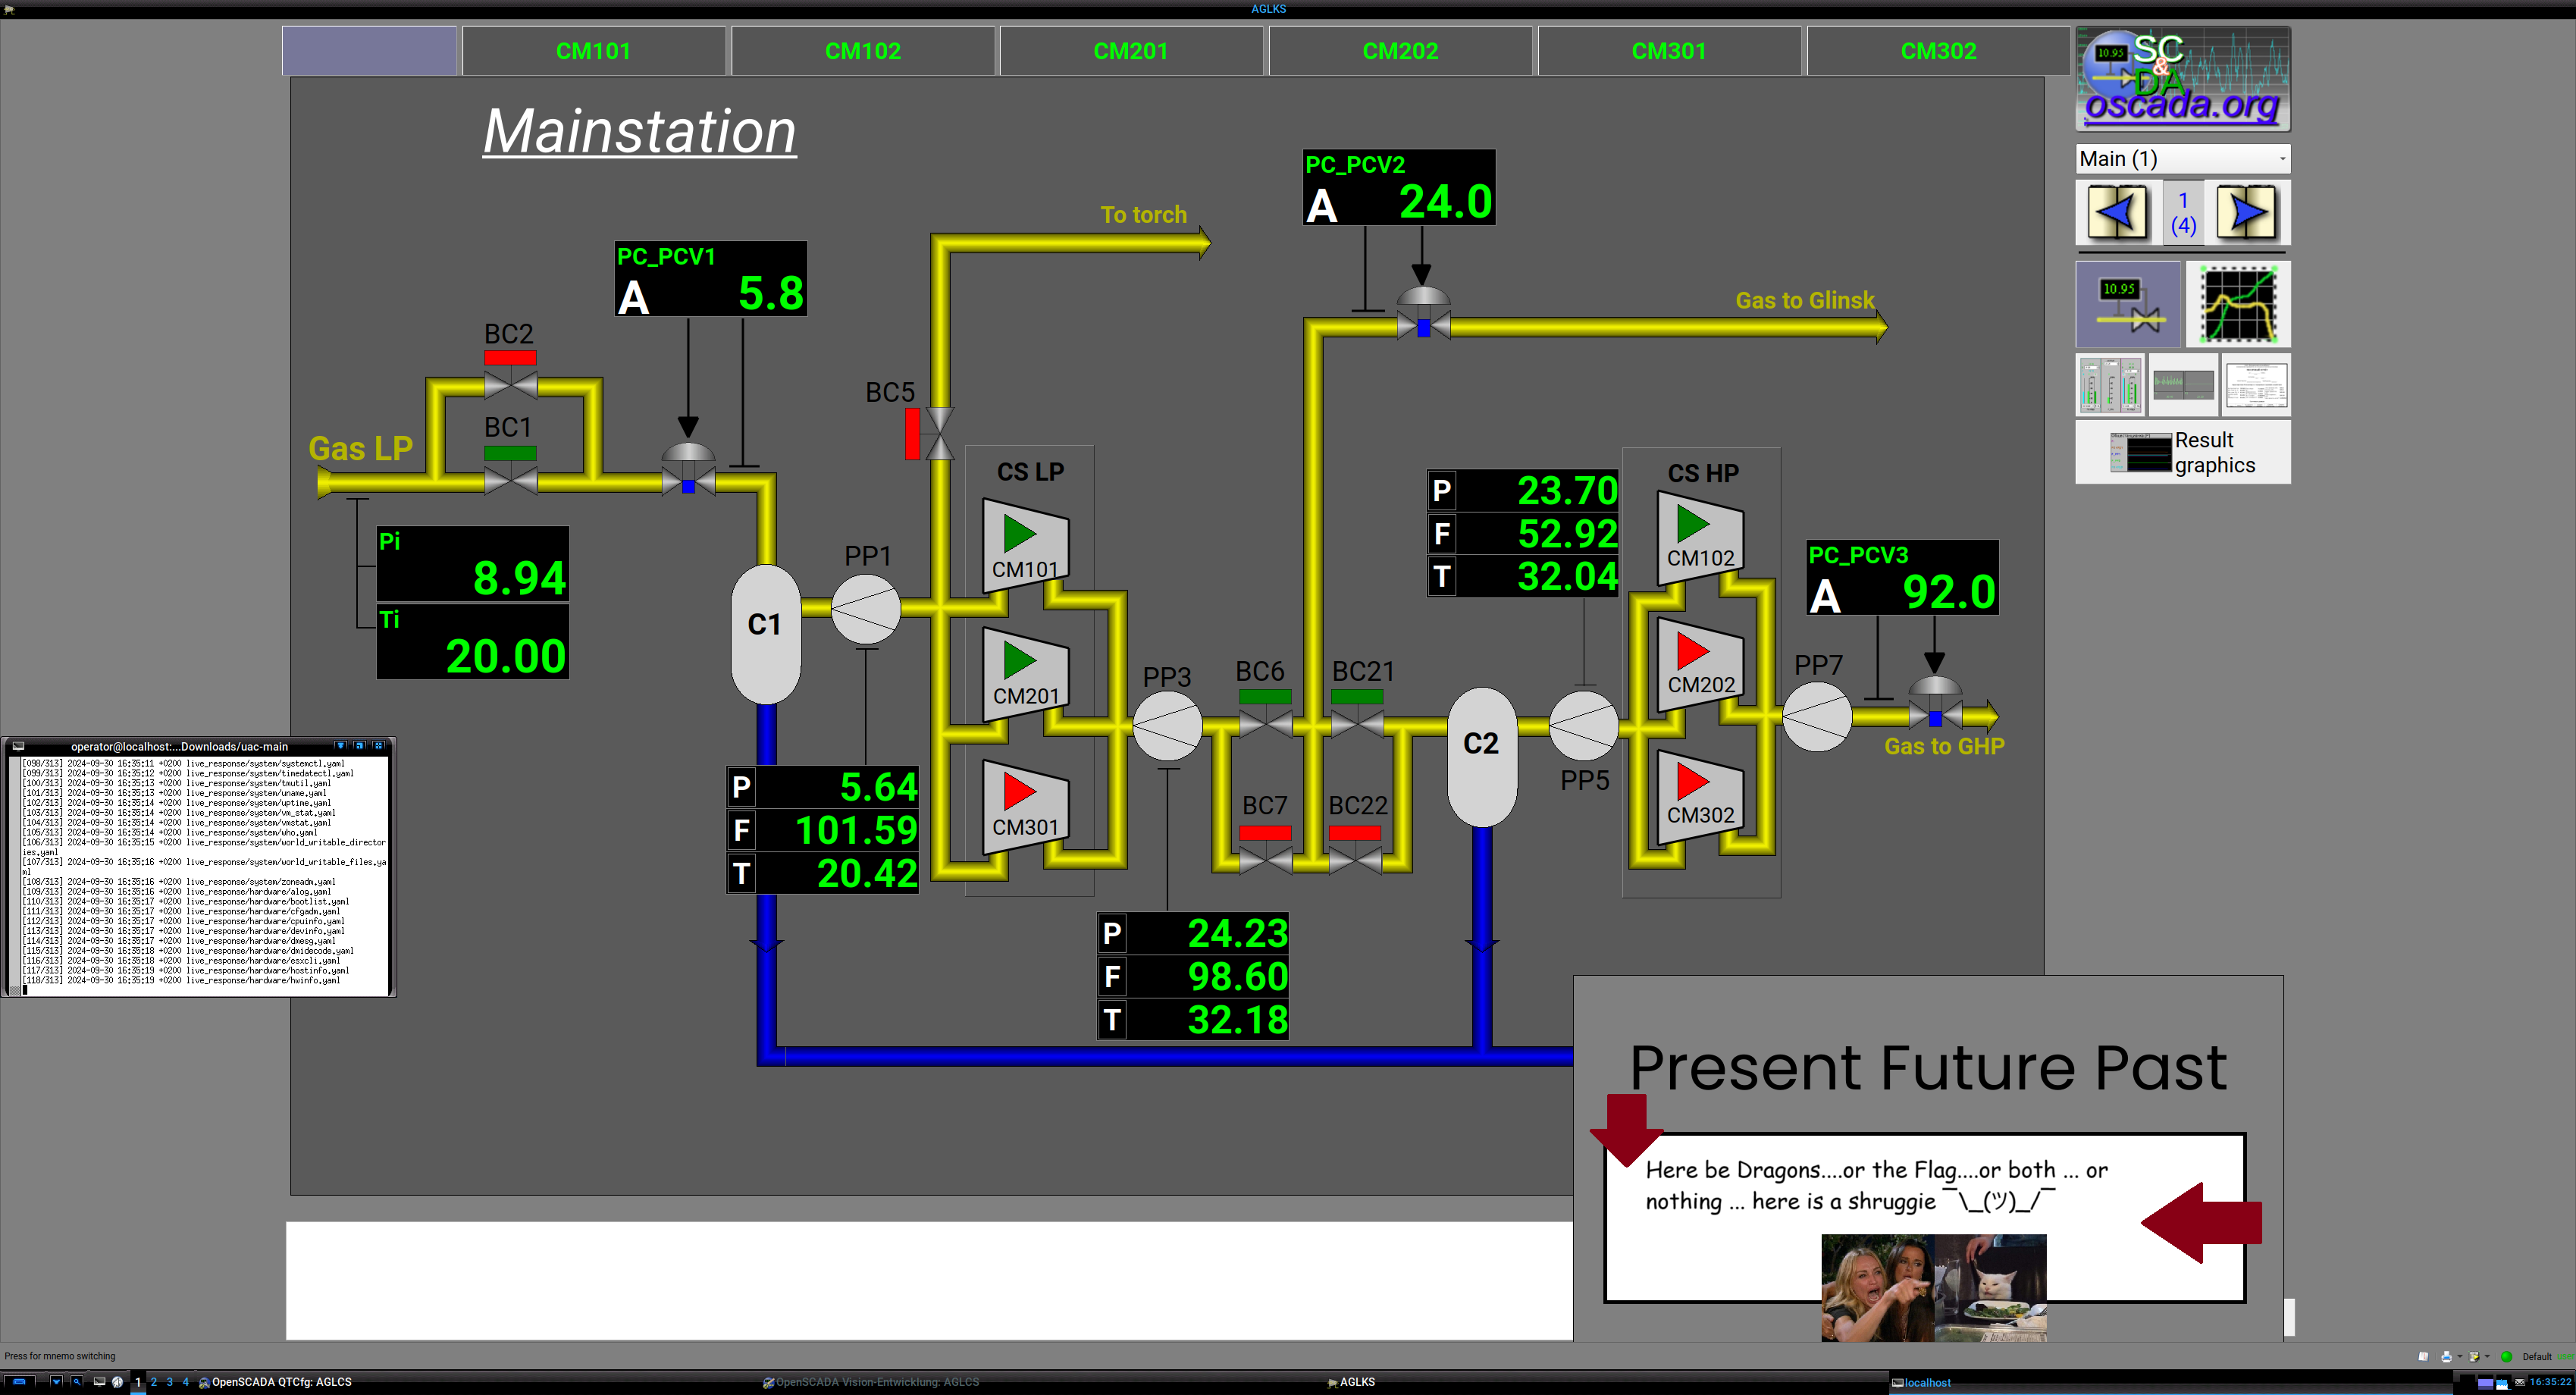 AGLKS
CM101
CM102
CM201
CM202
CM301
CM302
SC
&
DA
10.95
oscada.org
Main (1)
1
(4)
10.95
Result
graphics
Mainstation
To torch
PC_PCV2
A 24.0
Gas to Glinsk
PC_PCV1
A 5.8
BC2
BC1
BC5
Gas LP
Pi
8.94
Ti
20.00
C1
PP1
CS LP
CM101
CM201
CM301
P 5.64
F 101.59
T 20.42
PP3
P 24.23
F 98.60
T 32.18
BC6
BC21
BC7
BC22
C2
PP5
P 23.70
F 52.92
T 32.04
CS HP
CM102
CM202
CM302
PC_PCV3
A 92.0
PP7
Gas to GHP
operator@localhost:...Downloads/uac-main
[098/313] 2024-09-30 16:35:11 +0200 live_response/system/systemctl.yaml
[099/313] 2024-09-30 16:35:12 +0200 live_response/system/timedatectl.yaml
[100/313] 2024-09-30 16:35:13 +0200 live_response/system/tmutil.yaml
[101/313] 2024-09-30 16:35:13 +0200 live_response/system/uname.yaml
[102/313] 2024-09-30 16:35:14 +0200 live_response/system/uptime.yaml
[103/313] 2024-09-30 16:35:14 +0200 live_response/system/vm_stat.yaml
[104/313] 2024-09-30 16:35:14 +0200 live_response/system/vmstat.yaml
[105/313] 2024-09-30 16:35:14 +0200 live_response/system/who.yaml
[106/313] 2024-09-30 16:35:15 +0200 live_response/system/world_writable_director
ies.yaml
[107/313] 2024-09-30 16:35:16 +0200 live_response/system/world_writable_files.ya
ml
[108/313] 2024-09-30 16:35:16 +0200 live_response/system/zoneadm.yaml
[109/313] 2024-09-30 16:35:16 +0200 live_response/hardware/alog.yaml
[110/313] 2024-09-30 16:35:17 +0200 live_response/hardware/bootlist.yaml
[111/313] 2024-09-30 16:35:17 +0200 live_response/hardware/cfgadm.yaml
[112/313] 2024-09-30 16:35:17 +0200 live_response/hardware/cpuinfo.yaml
[113/313] 2024-09-30 16:35:17 +0200 live_response/hardware/devinfo.yaml
[114/313] 2024-09-30 16:35:17 +0200 live_response/hardware/dmesg.yaml
[115/313] 2024-09-30 16:35:18 +0200 live_response/hardware/dmidecode.yaml
[116/313] 2024-09-30 16:35:18 +0200 live_response/hardware/esxcli.yaml
[117/313] 2024-09-30 16:35:19 +0200 live_response/hardware/hostinfo.yaml
[118/313] 2024-09-30 16:35:19 +0200 live_response/hardware/hwinfo.yaml
Present Future Past
Here be Dragons....or the Flag....or both ... or
nothing ... here is a shruggie ¯\_(ツ)_/¯
Press for mnemo switching
Default
1 2 3 4 OpenSCADA QTCfg: AGLCS
OpenSCADA Vision-Entwicklung: AGLCS
AGLKS
localhost
16:35:22